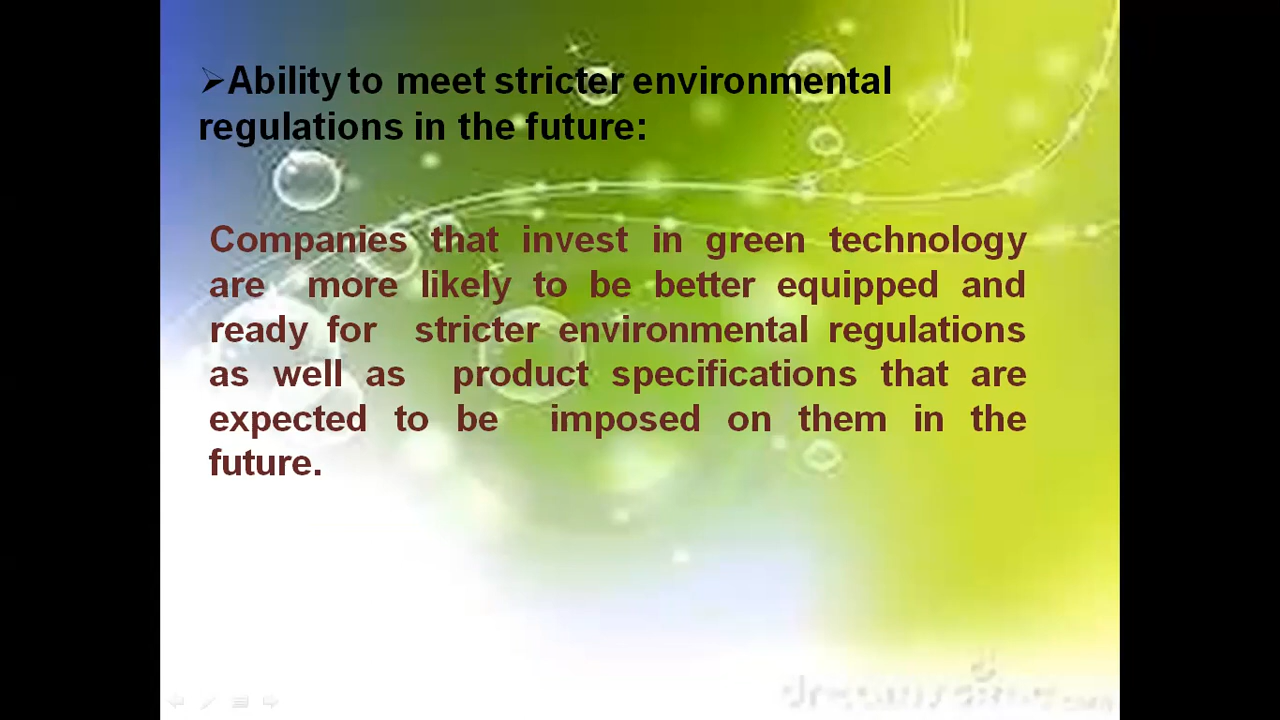 ➢Ability to meet stricter environmental
regulations in the future:
Companies that invest in green technology
are more likely to be better equipped and
ready for stricter environmental regulations
as well as product specifications that are
expected to be imposed on them in the
future.